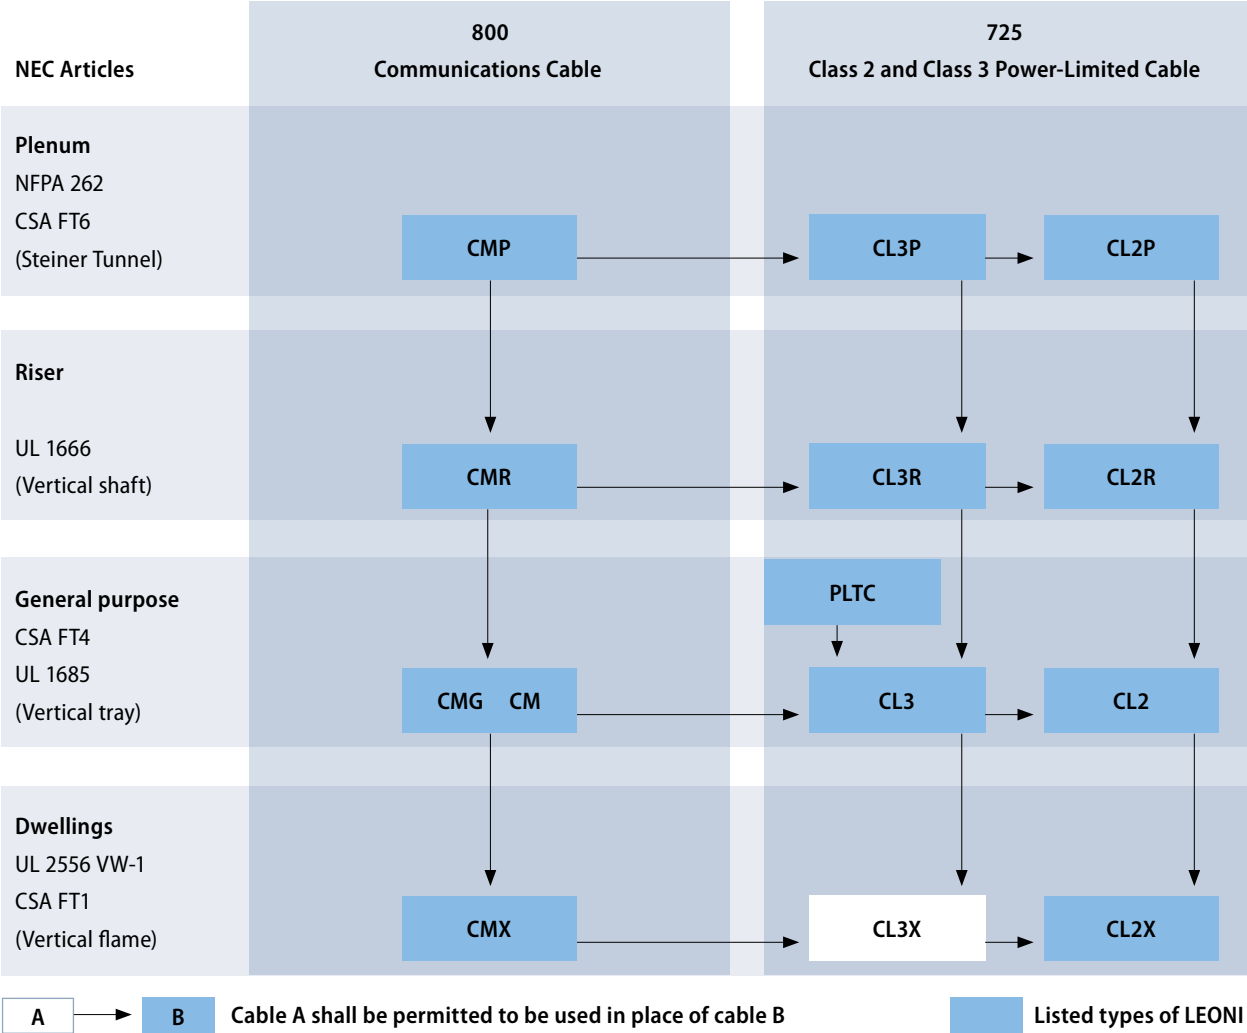 NEC Articles
800
Communications Cable
725
Class 2 and Class 3 Power-Limited Cable
Plenum
NFPA 262
CSA FT6
(Steiner Tunnel)
CMP
CL3P
CL2P
Riser
UL 1666
(Vertical shaft)
CMR
CL3R
CL2R
General purpose
CSA FT4
UL 1685
(Vertical tray)
PLTC
CMG CM
CL3
CL2
Dwellings
UL 2556 VW-1
CSA FT1
(Vertical flame)
CMX
CL3X
CL2X
A
B
Cable A shall be permitted to be used in place of cable B
Listed types of LEONI